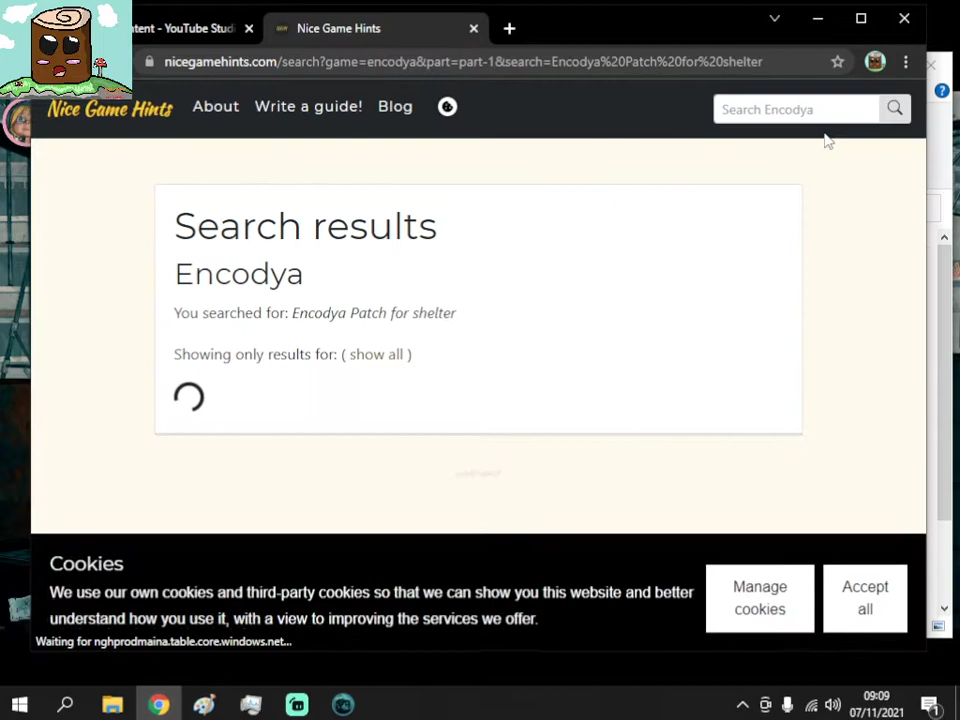 tent - YouTube Studi
Nice Game Hints
nicegamehints.com/search?game=encodya&part=part-1&search=Encodya%20Patch%20for%20shelter
Nice Game Hints
About
Write a guide!
Blog
Search Encodya
Search results
Encodya
You searched for: Encodya Patch for shelter
Showing only results for: ( show all )
Cookies
We use our own cookies and third-party cookies so that we can show you this website and better
understand how you use it, with a view to improving the services we offer.
Manage
cookies
Accept
all
Waiting for nghprodmaina.table.core.windows.net...
09:09
07/11/2021
1